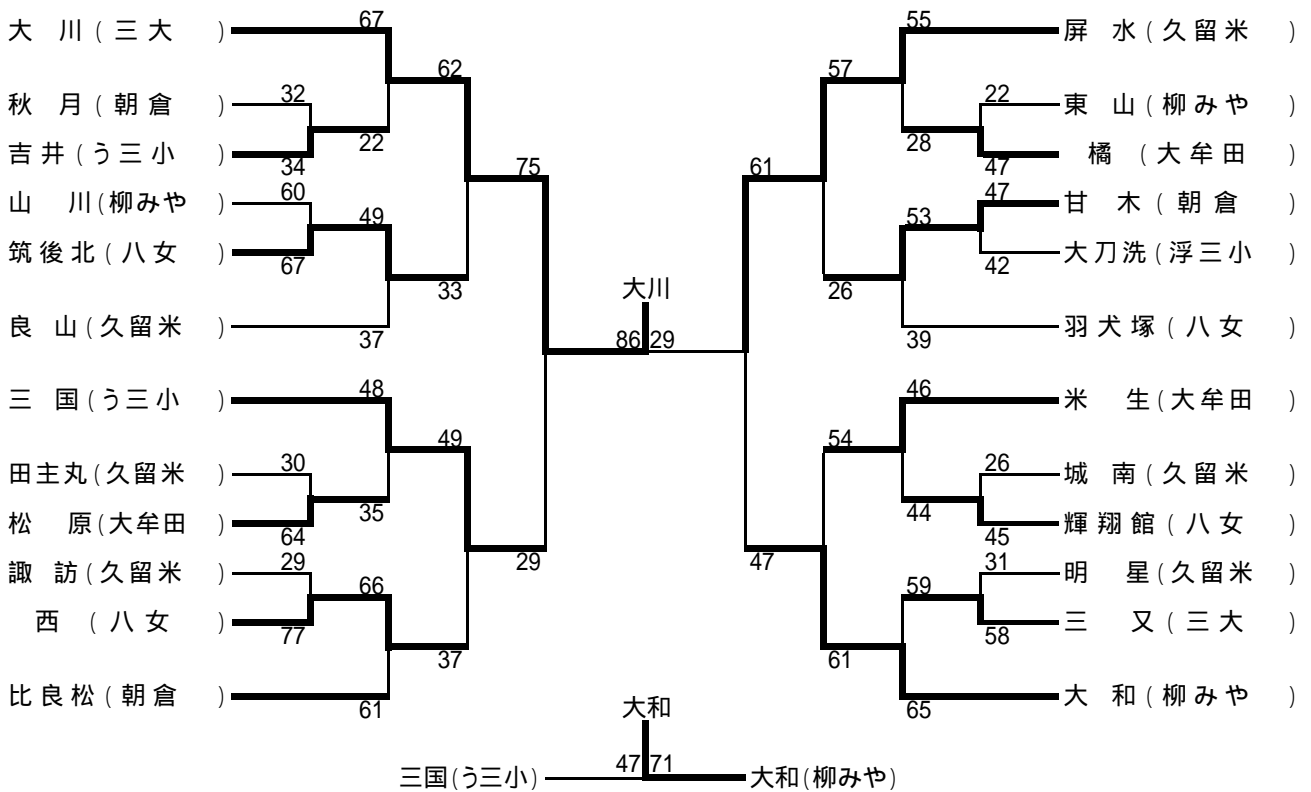 大川(三大) 67 55 屏水(久留米)
62 57
秋月(朝倉) 32 22 東山(柳みや)
22 28
吉井(う三小) 34 47 橘(大牟田)
75 61
山川(柳みや) 60 47 甘木(朝倉)
49 53
筑後北(八女) 67 42 大刀洗(浮三小)
33 26
大川
良山(久留米) 37 86 29 39 羽犬塚(八女)
三国(う三小) 48 46 米生(大牟田)
49 54
田主丸(久留米) 30 26 城南(久留米)
35 44
松原(大牟田) 64 45 輝翔館(八女)
29 47
諏訪(久留米) 29 31 明星(久留米)
66 59
西(八女) 77 58 三又(三大)
37 61
比良松(朝倉) 61 65 大和(柳みや)
大和
三国(う三小) 47 71 大和(柳みや)